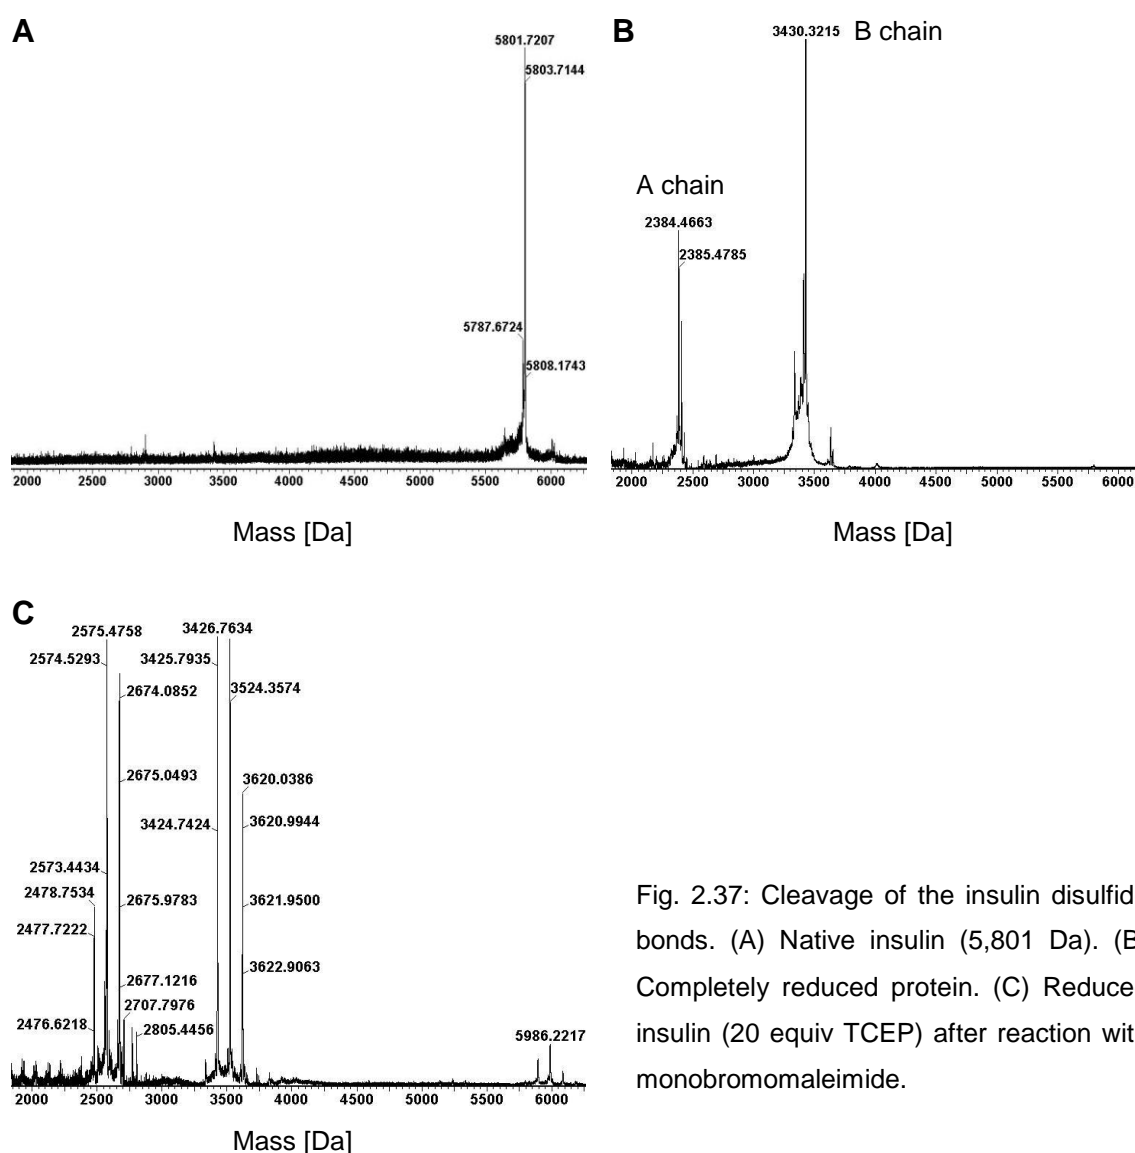 A
5801.7207
5803.7144
5787.6724
5808.1743
2000 2500 3000 3500 4000 4500 5000 5500 6000
Mass [Da]
B
3430.3215 B chain
A chain
2384.4663
2385.4785
2000 2500 3000 3500 4000 4500 5000 5500 6000
Mass [Da]
C
2575.4758 3426.7634
2574.5293 3425.7935
2674.0852 3524.3574
2675.0493 3620.0386
3424.7424 3620.9944
2573.4434
2478.7534 2675.9783 3621.9500
2477.7222
2677.1216 3622.9063
2707.7976
2476.6218 2805.4456 5986.2217
2000 2500 3000 3500 4000 4500 5000 5500 6000
Mass [Da]
Fig. 2.37: Cleavage of the insulin disulfid
bonds. (A) Native insulin (5,801 Da). (B
Completely reduced protein. (C) Reduce
insulin (20 equiv TCEP) after reaction wit
monobromomaleimide.